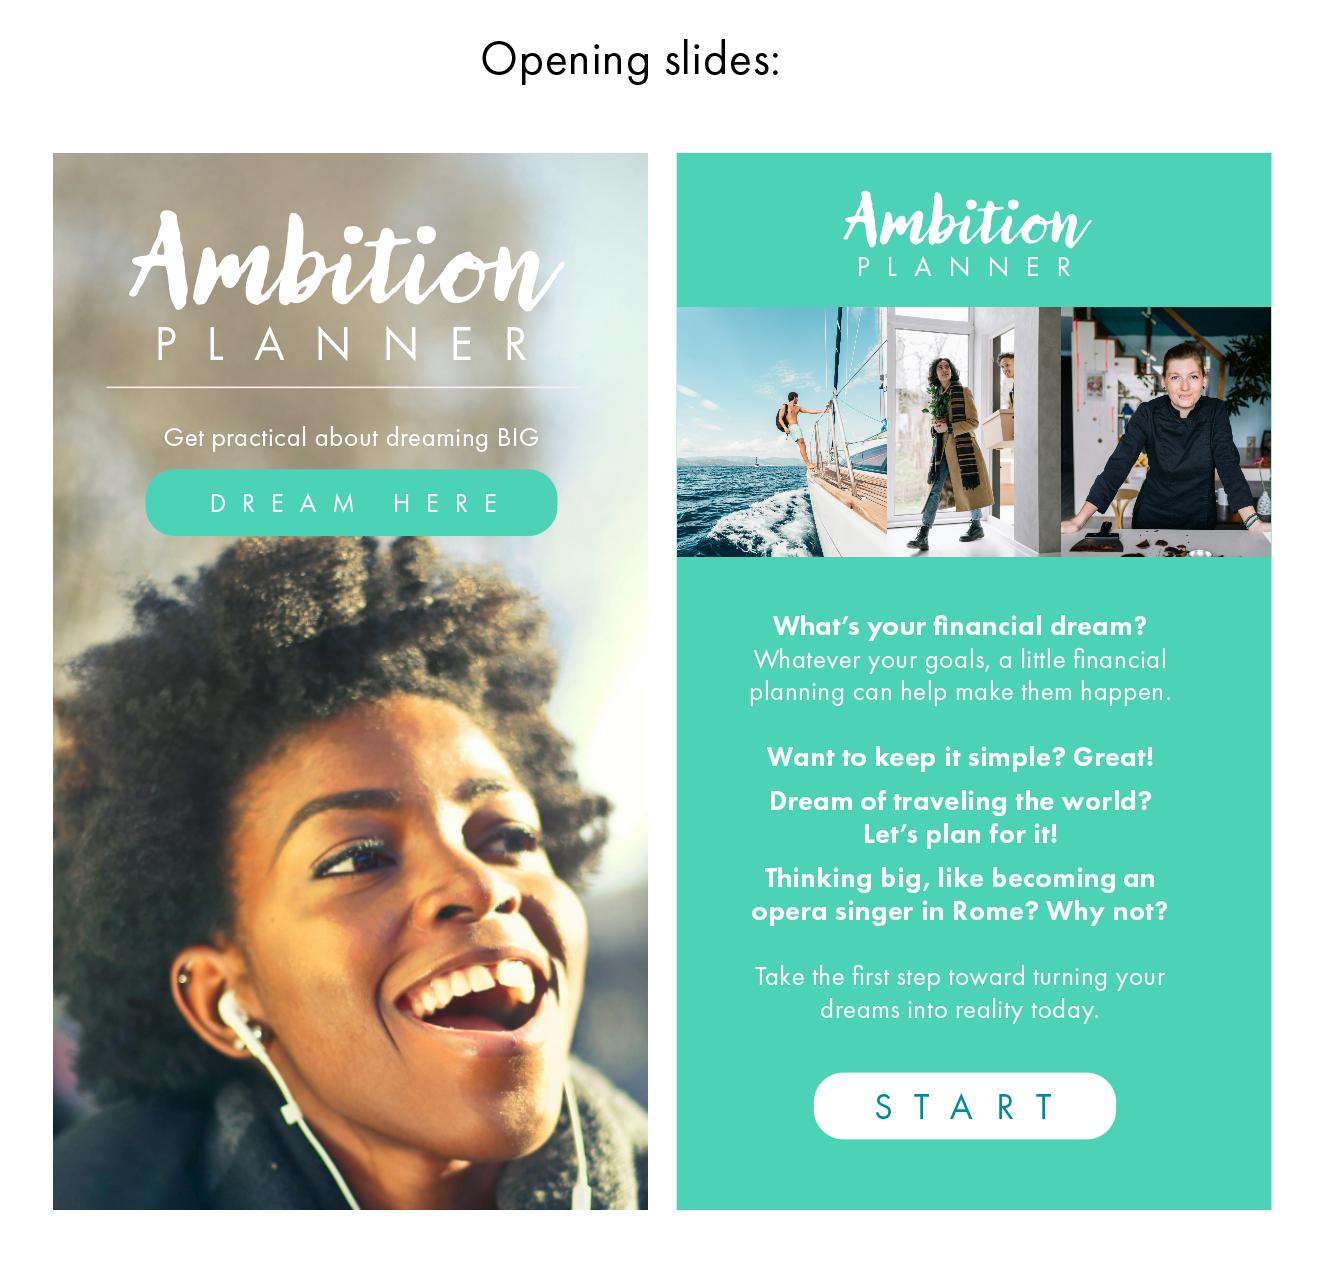 Opening slides:
Ambition
PLANNER
Get practical about dreaming BIG
DREAM HERE
Ambition
PLANNER
What's your financial dream?
Whatever your goals, a little financial
planning can help make them happen.
Want to keep it simple? Great!
Dream of traveling the world?
Let's plan for it!
Thinking big, like becoming an
opera singer in Rome? Why not?
Take the first step toward turning your
dreams into reality today.
START